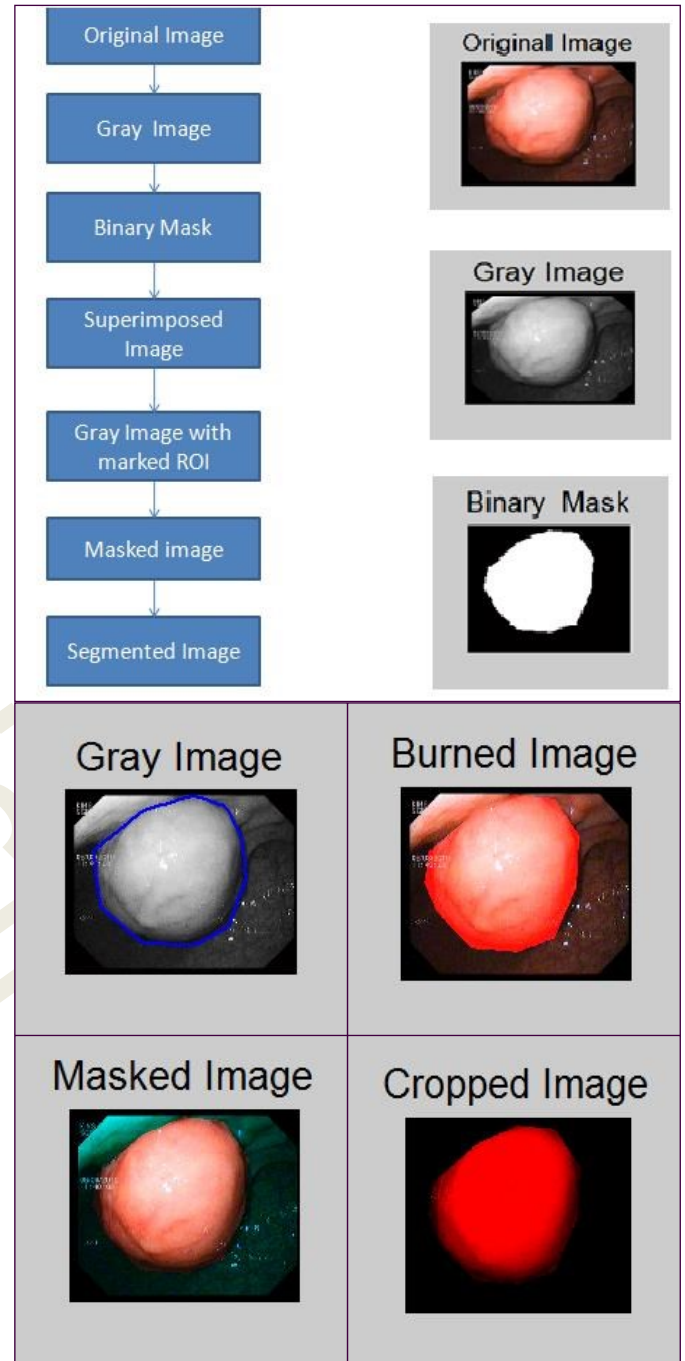 Original Image
Gray Image
Binary Mask
Superimposed
Image
Gray Image with
marked ROI
Masked image
Segmented Image
Original Image
Gray Image
Binary Mask
Gray Image
Burned Image
Masked Image
Cropped Image